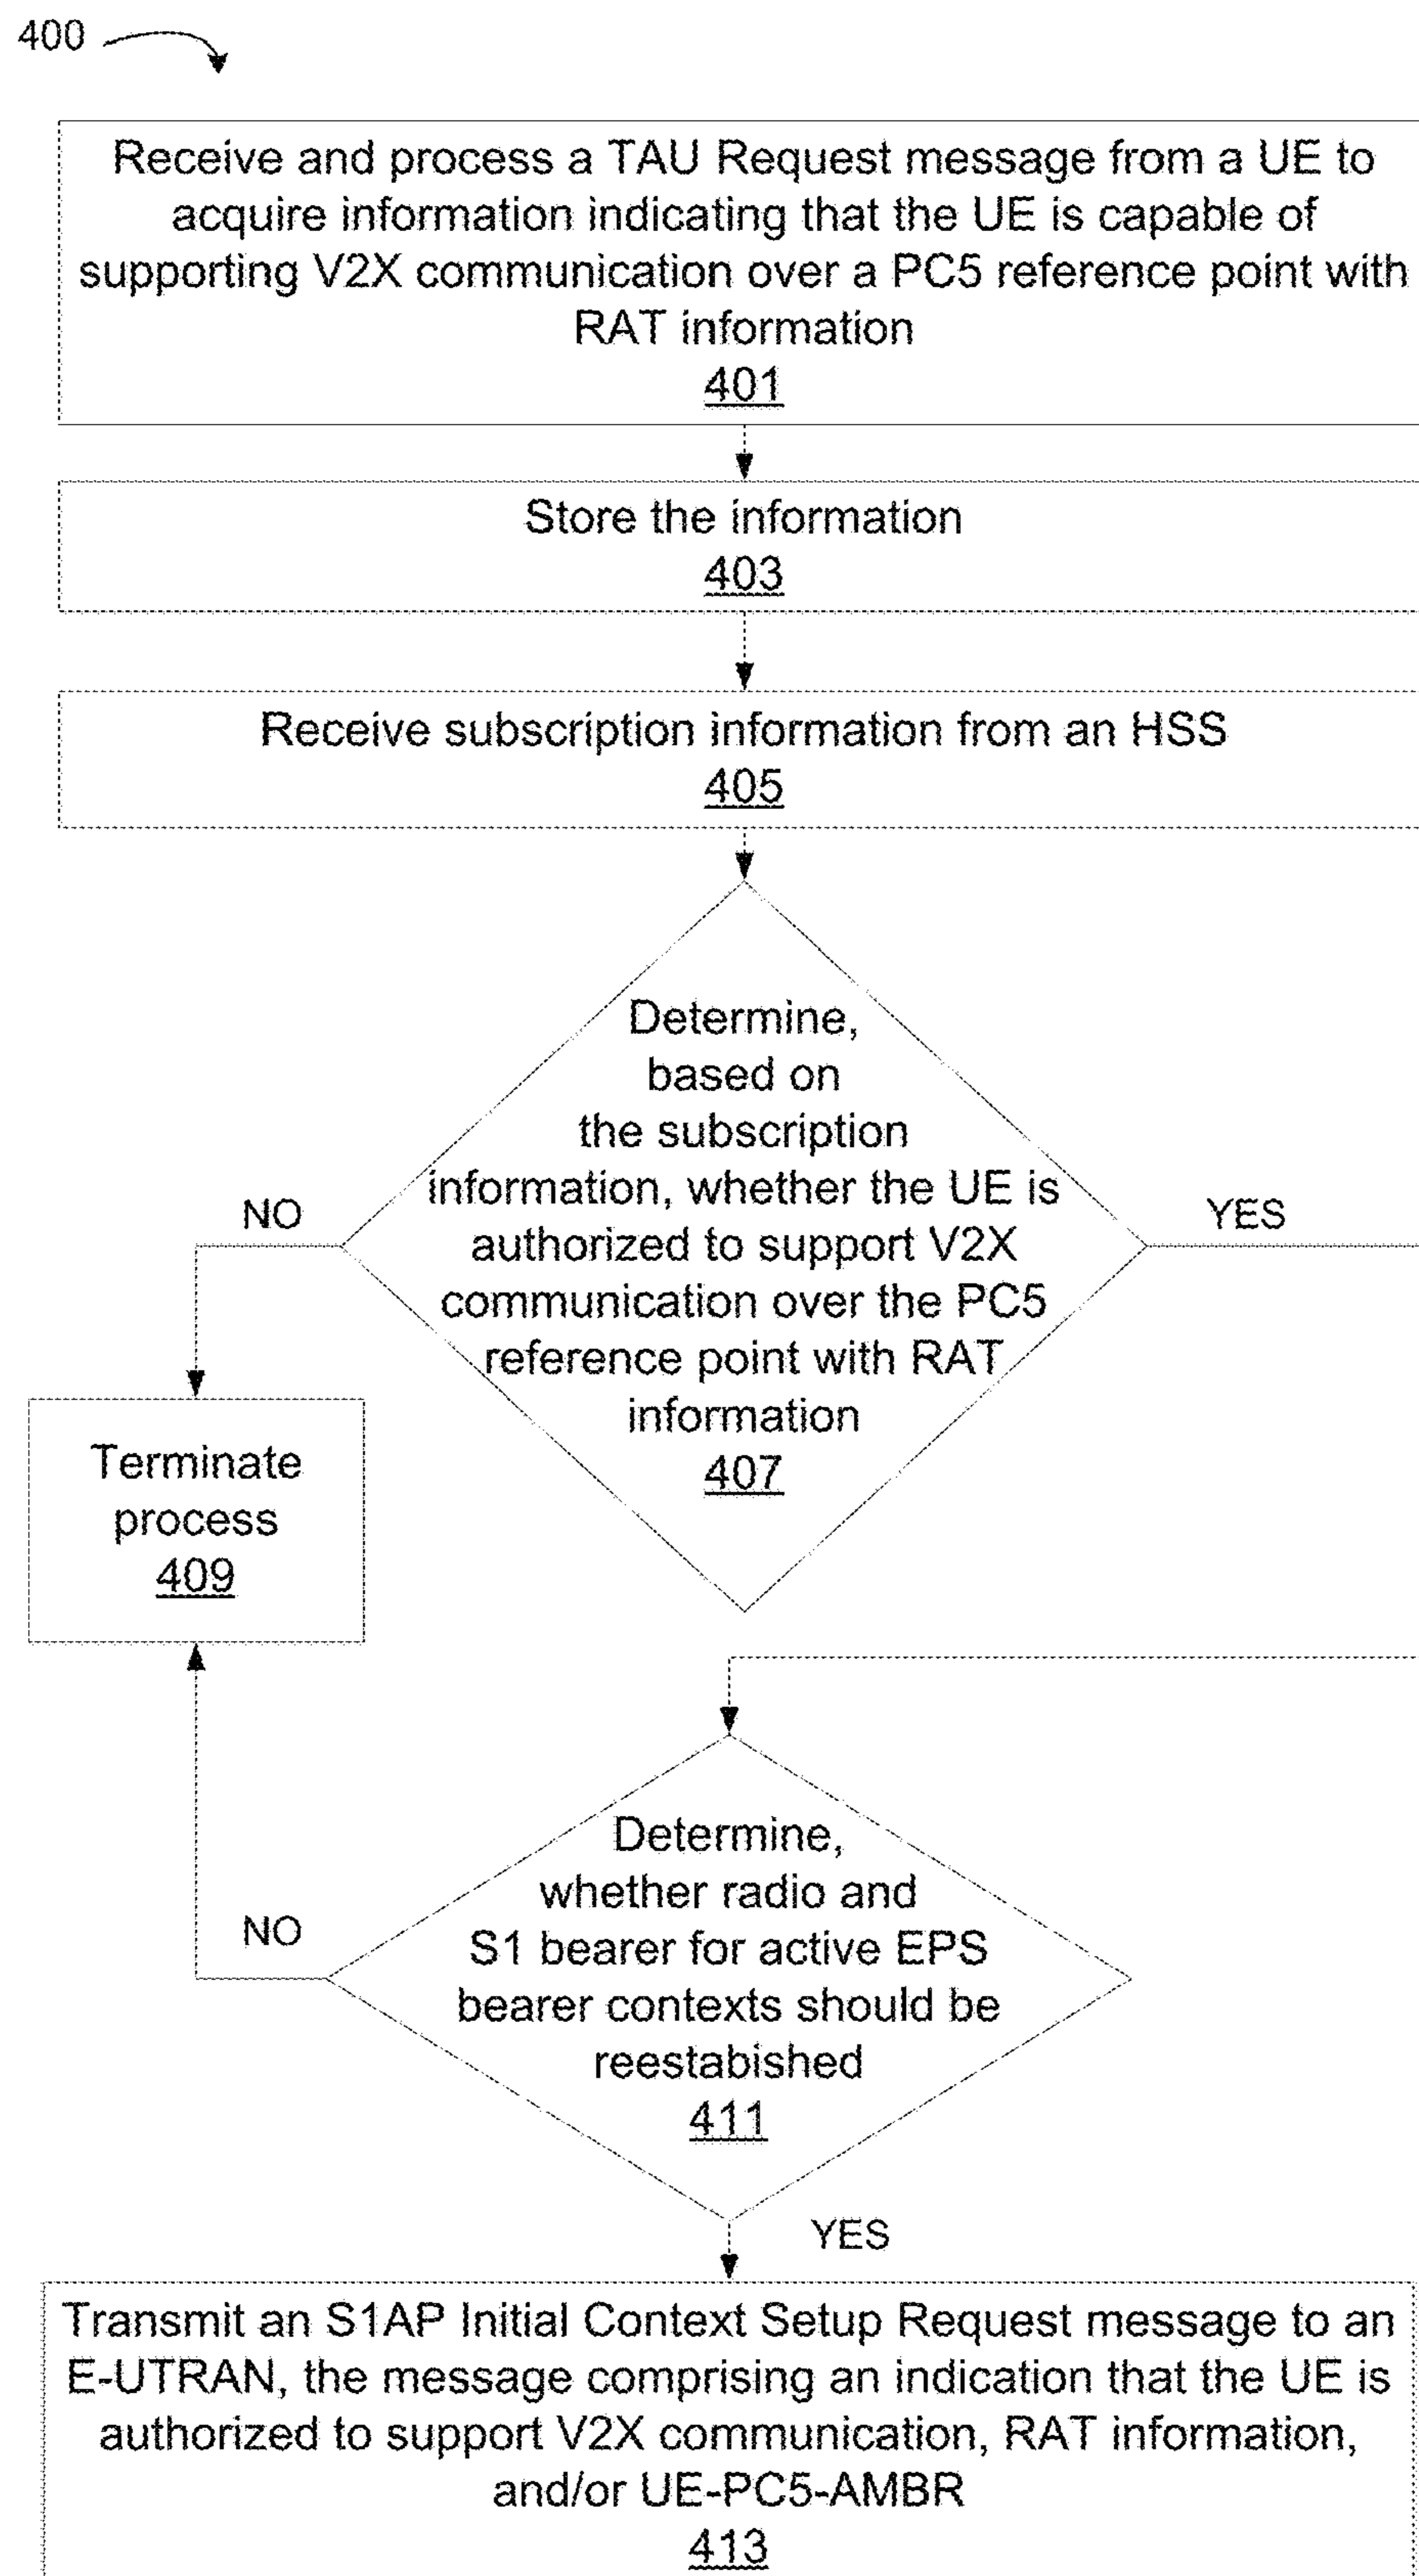 400
Receive and process a TAU Request message from a UE to
acquire information indicating that the UE is capable of
supporting V2X communication over a PC5 reference point with
RAT information
401
Store the information
403
Receive subscription information from an HSS
405
Determine,
based on
the subscription
information, whether the UE is
authorized to support V2X
communication over the PC5
reference point with RAT
information
407
NO
YES
Terminate
process
409
Determine,
whether radio and
S1 bearer for active EPS
bearer contexts should be
reestabished
411
NO
YES
Transmit an S1AP Initial Context Setup Request message to an
E-UTRAN, the message comprising an indication that the UE is
authorized to support V2X communication, RAT information,
and/or UE-PC5-AMBR
413